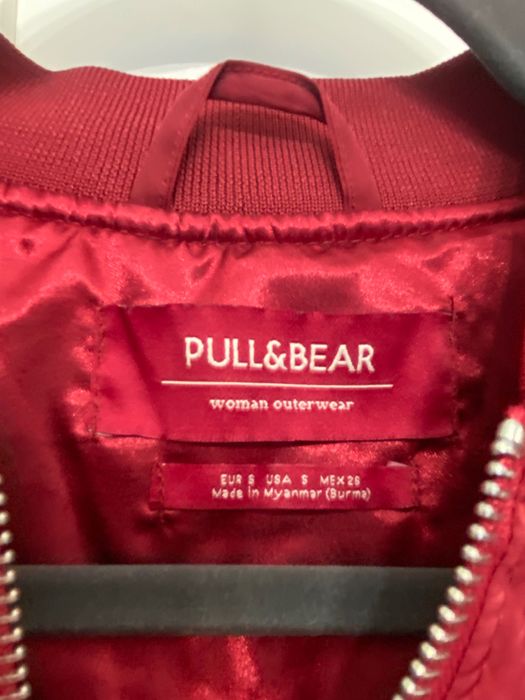 PULL&BEAR
woman outerwear
EUR S USA S MEX 26
Made in Myanmar (Burma)